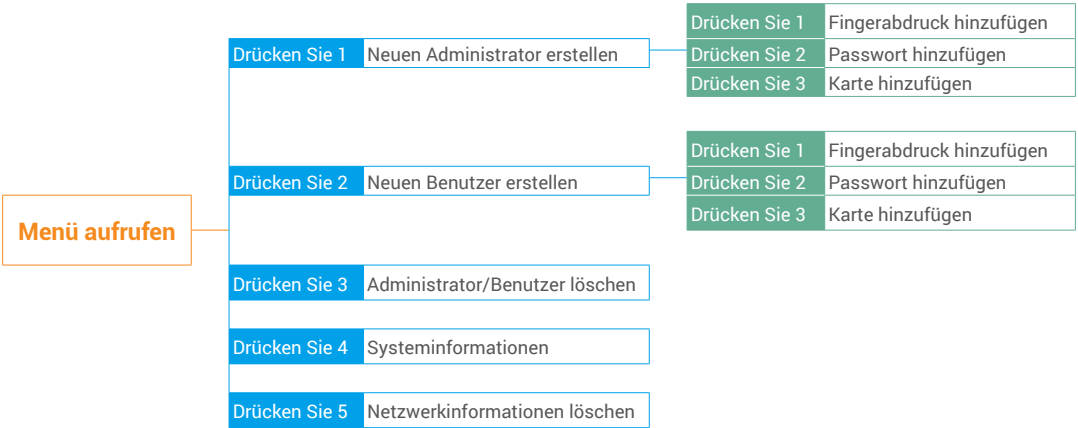 Menü aufrufen
Drücken Sie 1 Neuen Administrator erstellen
Drücken Sie 1 Fingerabdruck hinzufügen
Drücken Sie 2 Passwort hinzufügen
Drücken Sie 3 Karte hinzufügen
Drücken Sie 2 Neuen Benutzer erstellen
Drücken Sie 1 Fingerabdruck hinzufügen
Drücken Sie 2 Passwort hinzufügen
Drücken Sie 3 Karte hinzufügen
Drücken Sie 3 Administrator/Benutzer löschen
Drücken Sie 4 Systeminformationen
Drücken Sie 5 Netzwerkinformationen löschen